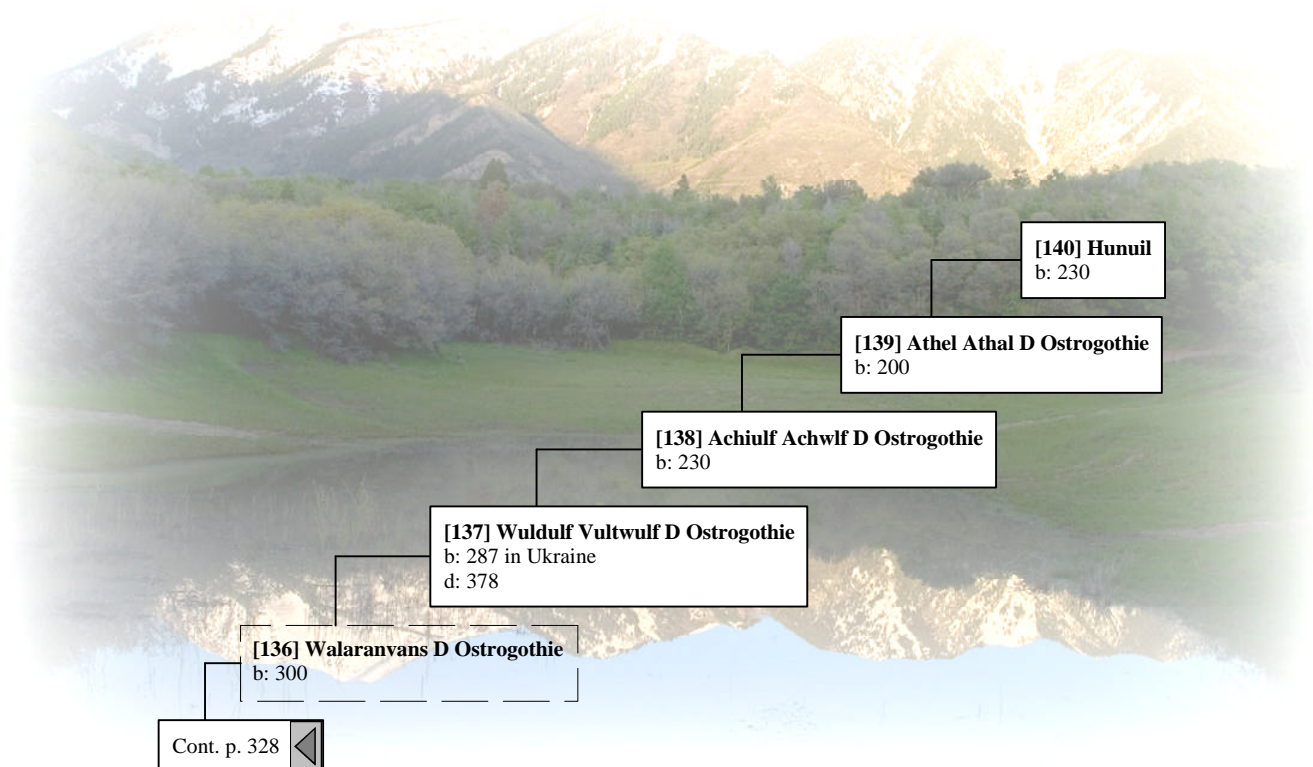 [140] Hunuil
b: 230
[139] Athel Athal D Ostrogothie
b: 200
[138] Achiulf Achwlf D Ostrogothie
b: 230
[137] Wuldulf Vultwulf D Ostrogothie
b: 287 in Ukraine
d: 378
[136] Walaranvans D Ostrogothie
b: 300
Cont. p. 328